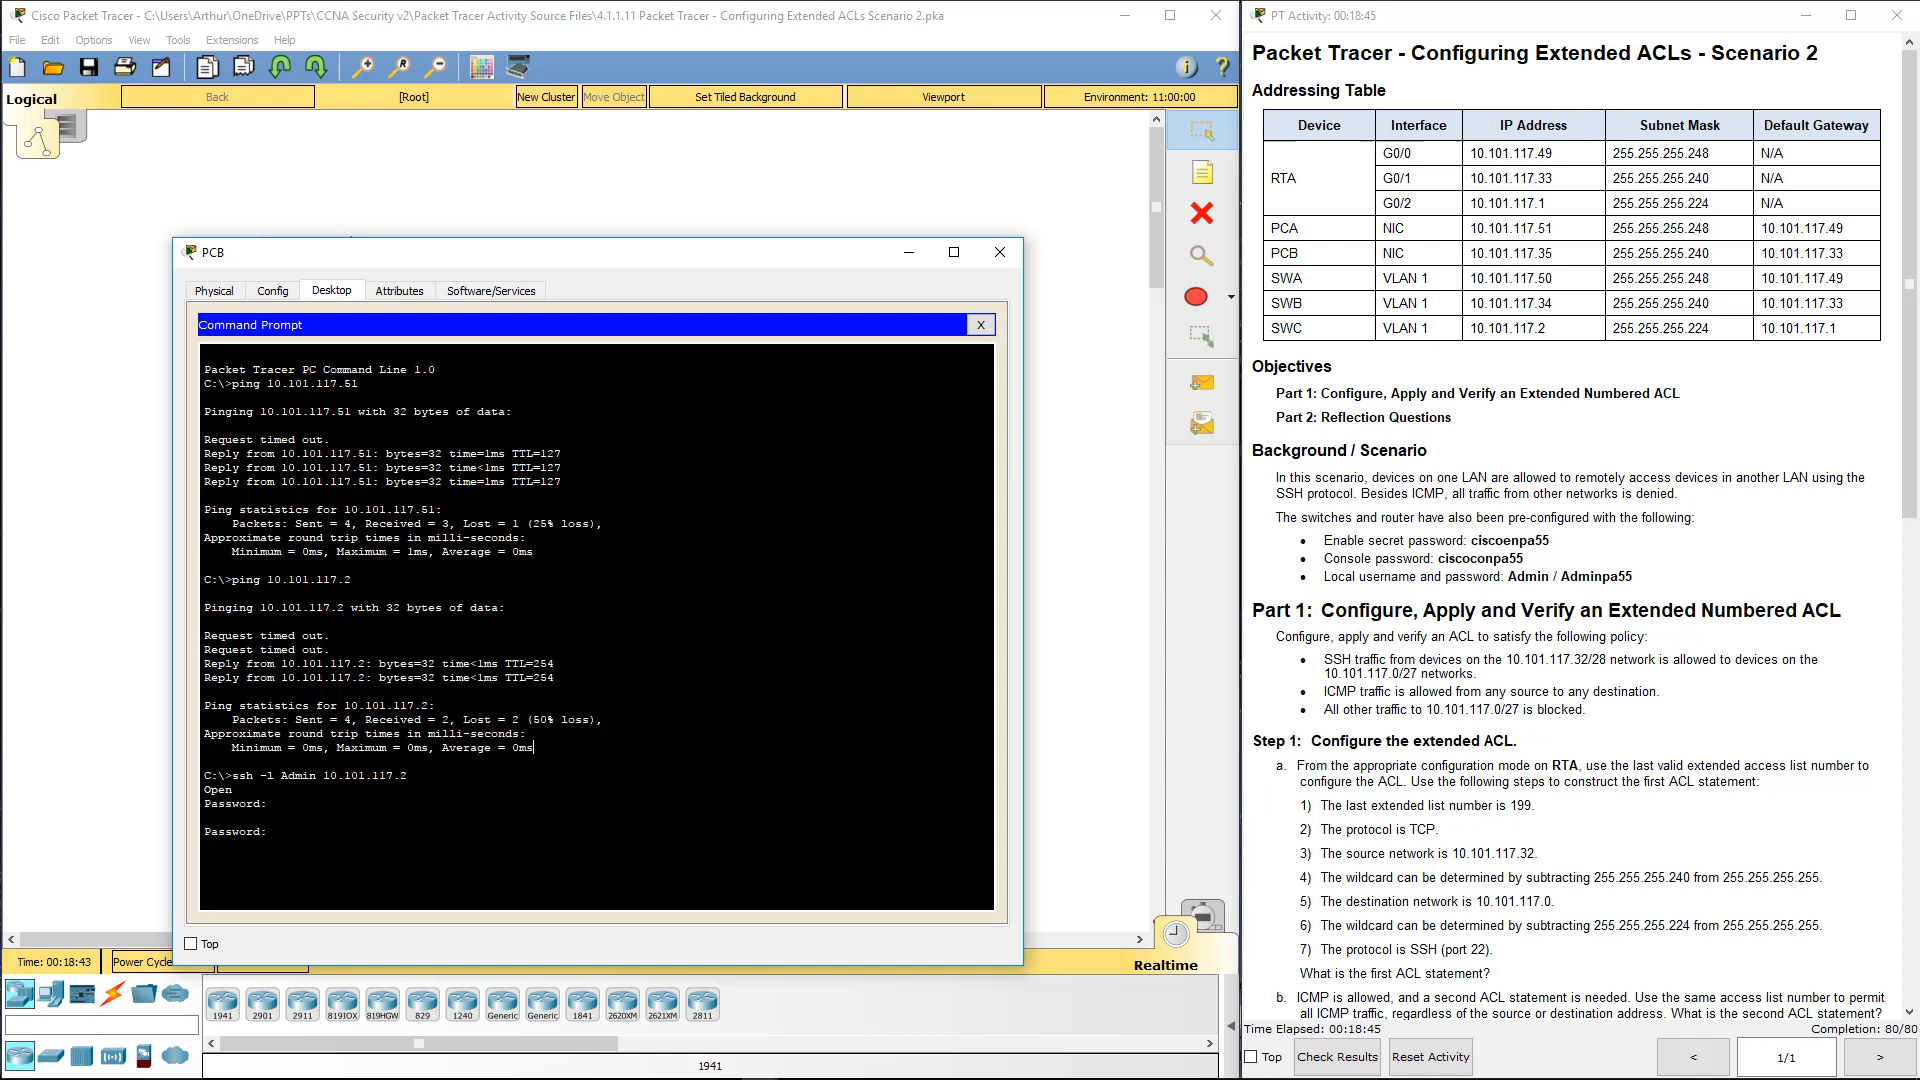 Cisco Packet Tracer - C:\Users\Arthur\OneDrive\PPTs\CCNA Security v2\Packet Tracer Activity Source Files\4.1.1.11 Packet Tracer - Configuring Extended ACLs Scenario 2.pka
File Edit Options View Tools Extensions Help
Logical
Back
[Root]
New Cluster
Move Object
Set Tiled Background
Viewport
Environment: 11:00:00
PCB
Physical Config Desktop Attributes Software/Services
Command Prompt
X
Packet Tracer PC Command Line 1.0
C:\>ping 10.101.117.51
Pinging 10.101.117.51 with 32 bytes of data:
Request timed out.
Reply from 10.101.117.51: bytes=32 time=1ms TTL=127
Reply from 10.101.117.51: bytes=32 time<1ms TTL=127
Reply from 10.101.117.51: bytes=32 time=1ms TTL=127
Ping statistics for 10.101.117.51:
Packets: Sent = 4, Received = 3, Lost = 1 (25% loss),
Approximate round trip times in milli-seconds:
Minimum = 0ms, Maximum = 1ms, Average = 0ms
C:\>ping 10.101.117.2
Pinging 10.101.117.2 with 32 bytes of data:
Request timed out.
Request timed out.
Reply from 10.101.117.2: bytes=32 time<1ms TTL=254
Reply from 10.101.117.2: bytes=32 time<1ms TTL=254
Ping statistics for 10.101.117.2:
Packets: Sent = 4, Received = 2, Lost = 2 (50% loss),
Approximate round trip times in milli-seconds:
Minimum = 0ms, Maximum = 0ms, Average = 0ms
C:\>ssh -l Admin 10.101.117.2
Open
Password:
Password:
Top
Time: 00:18:43
Power Cycle
Realtime
1941 2901 2911 819IOX 819HGW 829 1240 Generic Generic 1841 2620XM 2621XM 2811
1941
PT Activity: 00:18:45
Packet Tracer - Configuring Extended ACLs - Scenario 2
Addressing Table
Device Interface IP Address Subnet Mask Default Gateway
RTA G0/0 10.101.117.49 255.255.255.248 N/A
G0/1 10.101.117.33 255.255.255.240 N/A
G0/2 10.101.117.1 255.255.255.224 N/A
PCA NIC 10.101.117.51 255.255.255.248 10.101.117.49
PCB NIC 10.101.117.35 255.255.255.240 10.101.117.33
SWA VLAN 1 10.101.117.50 255.255.255.248 10.101.117.49
SWB VLAN 1 10.101.117.34 255.255.255.240 10.101.117.33
SWC VLAN 1 10.101.117.2 255.255.255.224 10.101.117.1
Objectives
Part 1: Configure, Apply and Verify an Extended Numbered ACL
Part 2: Reflection Questions
Background / Scenario
In this scenario, devices on one LAN are allowed to remotely access devices in another LAN using the
SSH protocol. Besides ICMP, all traffic from other networks is denied.
The switches and router have also been pre-configured with the following:
• Enable secret password: ciscoenpa55
• Console password: ciscoconpa55
• Local username and password: Admin / Adminpa55
Part 1: Configure, Apply and Verify an Extended Numbered ACL
Configure, apply and verify an ACL to satisfy the following policy:
• SSH traffic from devices on the 10.101.117.32/28 network is allowed to devices on the
10.101.117.0/27 networks.
• ICMP traffic is allowed from any source to any destination.
• All other traffic to 10.101.117.0/27 is blocked.
Step 1: Configure the extended ACL.
a. From the appropriate configuration mode on RTA, use the last valid extended access list number to
configure the ACL. Use the following steps to construct the first ACL statement:
1) The last extended list number is 199.
2) The protocol is TCP.
3) The source network is 10.101.117.32.
4) The wildcard can be determined by subtracting 255.255.255.240 from 255.255.255.255.
5) The destination network is 10.101.117.0.
6) The wildcard can be determined by subtracting 255.255.255.224 from 255.255.255.255.
7) The protocol is SSH (port 22).
What is the first ACL statement?
b. ICMP is allowed, and a second ACL statement is needed. Use the same access list number to permit
all ICMP traffic, regardless of the source or destination address. What is the second ACL statement?
Time Elapsed: 00:18:45
Completion: 80/80
Top
Check Results
Reset Activity
<
1/1
>